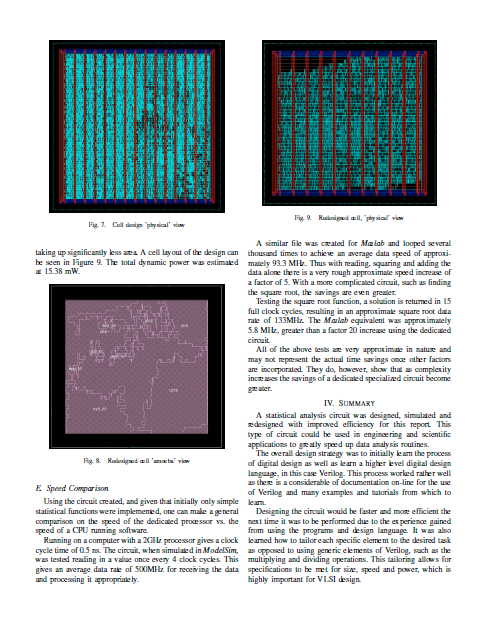 Fig. 7. Cell design 'physical' view
taking up significantly less area. A cell layout of the design can
be seen in Figure 9. The total dynamic power was estimated
at 15.38 mW.
Fig. 8. Redesigned cell 'amoeba' view
E. Speed Comparison
Using the circuit created, and given that initially only simple
statistical functions were implemented, one can make a general
comparison on the speed of the dedicated processor vs. the
speed of a CPU running software.
Running on a computer with a 2GHz processor gives a clock
cycle time of 0.5 ns. The circuit, when simulated in ModelSim,
was tested reading in a value once every 4 clock cycles. This
gives an average data rate of 500MHz for receiving the data
and processing it appropriately.
Fig. 9. Redesigned cell, 'physical' view
A similar file was created for Matlab and looped several
thousand times to achieve an average data speed of approxi-
mately 93.3 MHz. Thus with reading, squaring and adding the
data alone there is a very rough approximate speed increase of
a factor of 5. With a more complicated circuit, such as finding
the square root, the savings are even greater.
Testing the square root function, a solution is returned in 15
full clock cycles, resulting in an approximate square root data
rate of 133MHz. The Matlab equivalent was approximately
5.8 MHz, greater than a factor 20 increase using the dedicated
circuit.
All of the above tests are very approximate in nature and
may not represent the actual time savings once other factors
are incorporated. They do, however, show that as complexity
increases the savings of a dedicated specialized circuit become
greater.
IV. SUMMARY
A statistical analysis circuit was designed, simulated and
redesigned with improved efficiency for this report. This
type of circuit could be used in engineering and scientific
applications to greatly speed up data analysis routines.
The overall design strategy was to initially learn the process
of digital design as well as learn a higher level digital design
language, in this case Verilog. This process worked rather well
as there is a considerable of documentation on-line for the use
of Verilog and many examples and tutorials from which to
learn.
Designing the circuit would be faster and more efficient the
next time it was to be performed due to the experience gained
from using the programs and design language. It was also
learned how to tailor each specific element to the desired task
as opposed to using generic elements of Verilog, such as the
multiplying and dividing operations. This tailoring allows for
specifications to be met for size, speed and power, which is
highly important for VLSI design.